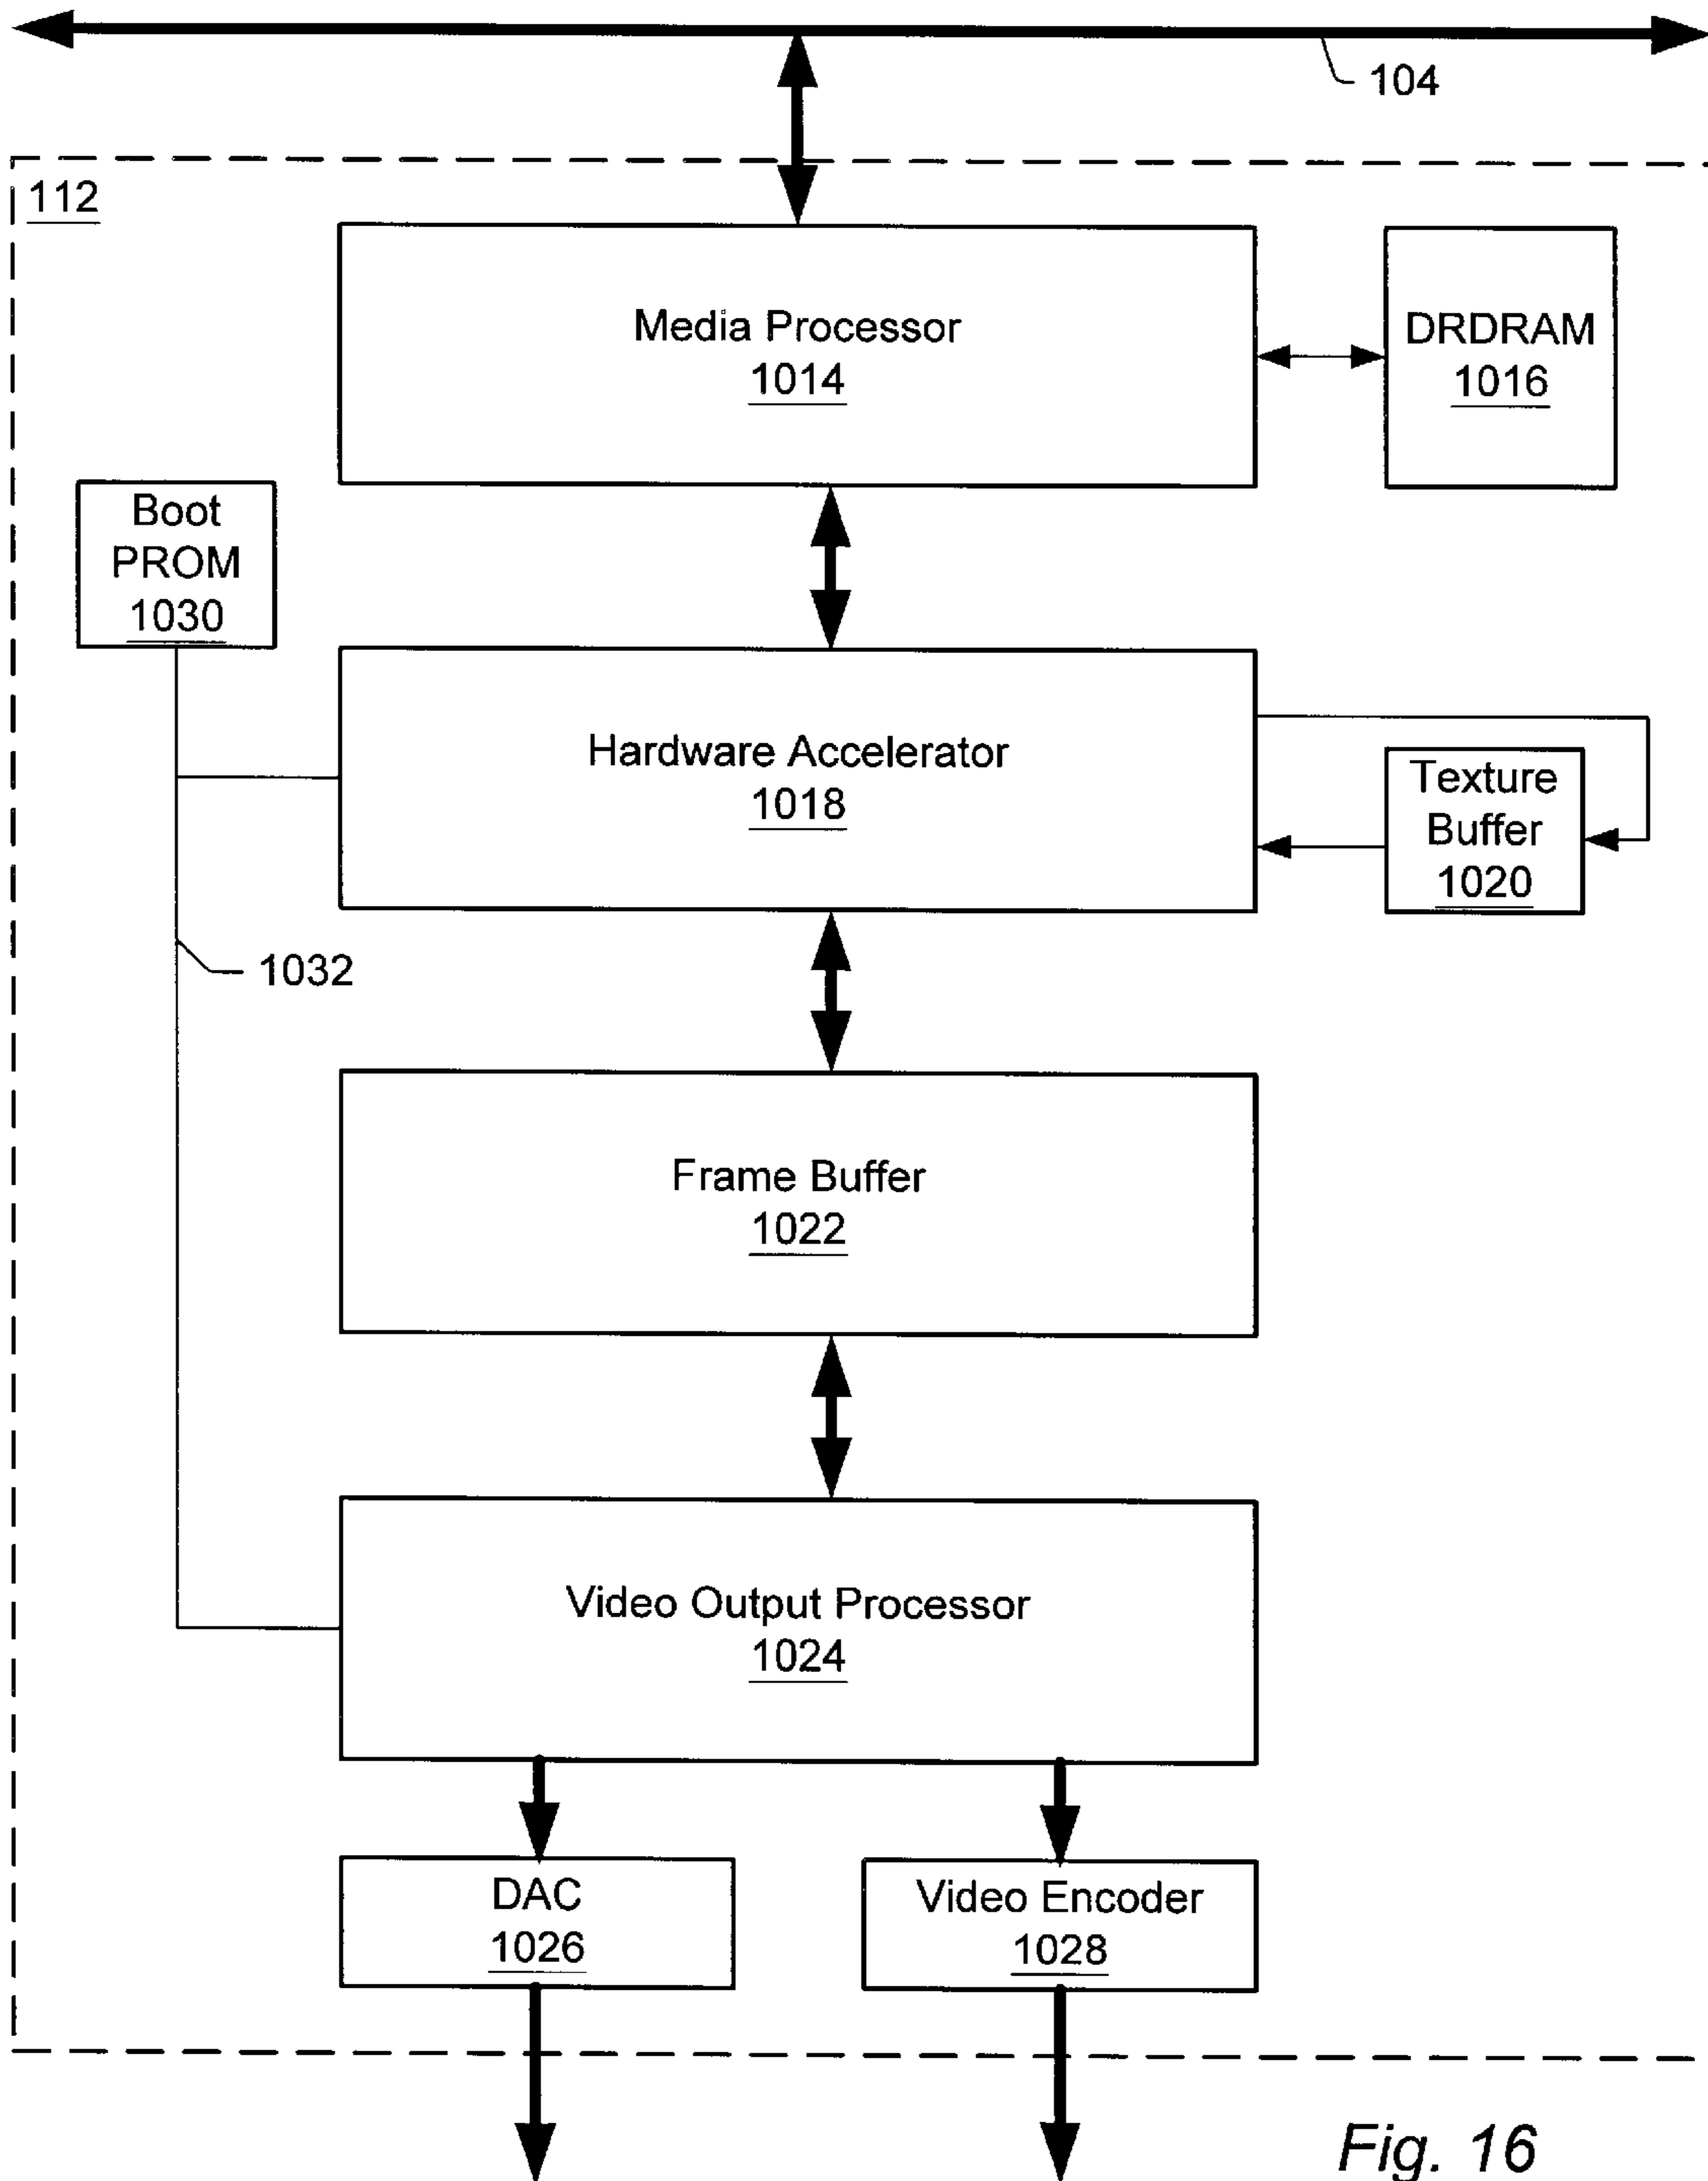 104
112
Media Processor
1014
DRDRAM
1016
Boot
PROM
1030
Hardware Accelerator
1018
Texture
Buffer
1020
1032
Frame Buffer
1022
Video Output Processor
1024
DAC
1026
Video Encoder
1028
Fig. 16